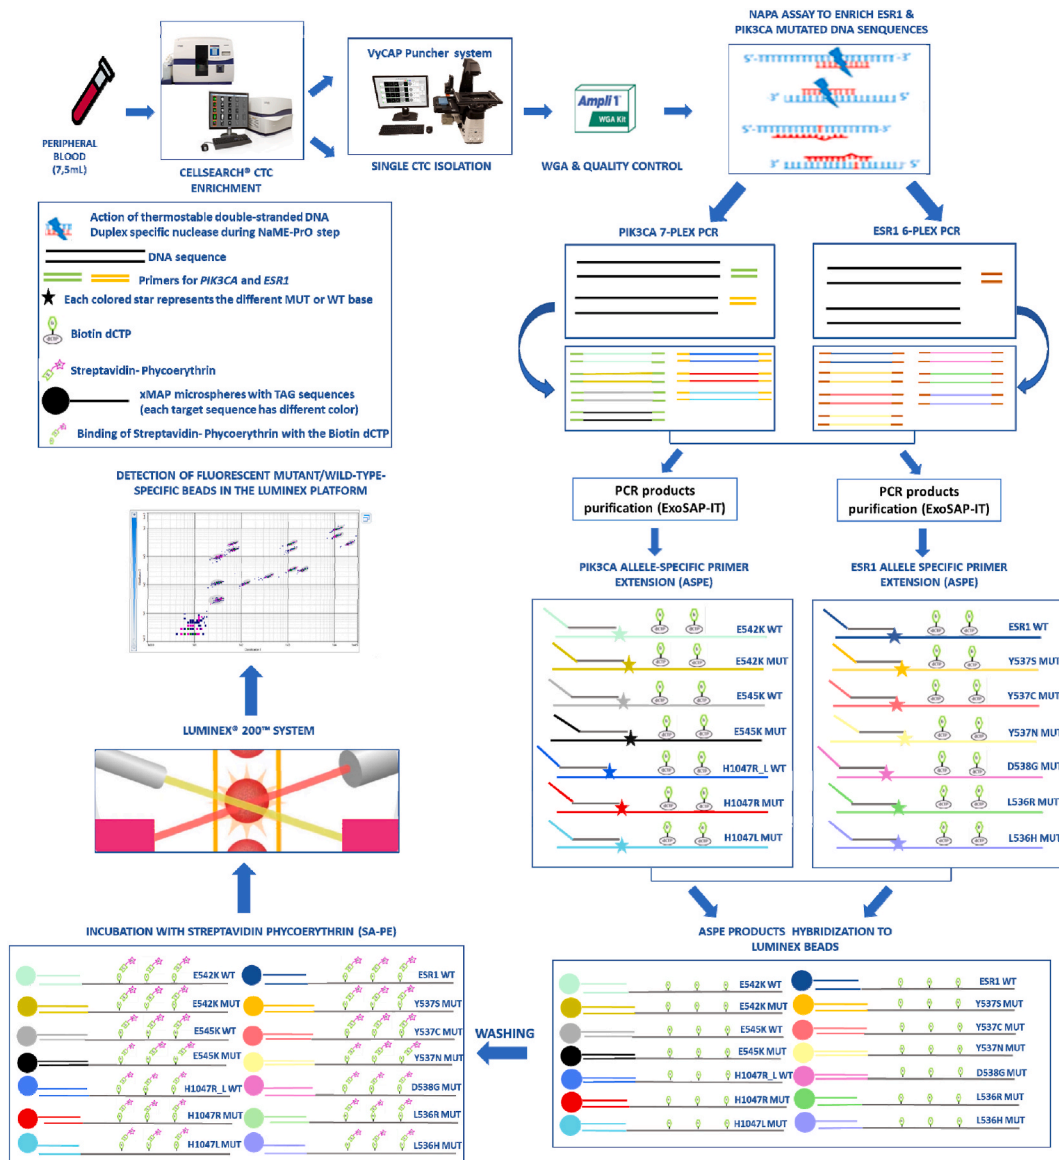 NAPA ASSAY TO ENRICH ESR1 &
PIK3CA MUTATED DNA SENQUENCES
VyCAP Puncher system
5'-
-3'
5'
Ampli1™
WGA Kit
PERIPHERAL
BLOOD
(7,5mL)
CELLSEARCH® CTC
ENRICHMENT
SINGLE CTC ISOLATION
WGA & QUALITY CONTROL
3'-
5'
3'-
5'
Action of thermostable double-stranded DNA
Duplex specific nuclease during NaME-PrO step
DNA sequence
Primers for PIK3CA and ESR1
Each colored star represents the different MUT or WT base
Biotin dCTP
Streptavidin- Phycoerythrin
xMAP microspheres with TAG sequences
(each target sequence has different color)
Binding of Streptavidin- Phycoerythrin with the Biotin dCTP
PIK3CA 7-PLEX PCR
ESR1 6-PLEX PCR
PCR products
purification (ExoSAP-IT)
PCR products
purification (ExoSAP-IT)
PIK3CA ALLELE-SPECIFIC PRIMER
EXTENSION (ASPE)
ESR1 ALLELE SPECIFIC PRIMER
EXTENSION (ASPE)
E542K WT
E542K MUT
E545K WT
E545K MUT
H1047R_L WT
H1047R MUT
H1047L MUT
ESR1 WT
Y537S MUT
Y537C MUT
Y537N MUT
D538G MUT
L536R MUT
L536H MUT
DETECTION OF FLUORESCENT MUTANT/WILD-TYPE-
SPECIFIC BEADS IN THE LUMINEX PLATFORM
LUMINEX® 200™ SYSTEM
INCUBATION WITH STREPTAVIDIN PHYCOERYTHRIN (SA-PE)
E542K WT
E542K MUT
E545K WT
E545K MUT
H1047R_L WT
H1047R MUT
H1047L MUT
ESR1 WT
Y537S MUT
Y537C MUT
Y537N MUT
D538G MUT
L536R MUT
L536H MUT
WASHING
ASPE PRODUCTS HYBRIDIZATION TO
LUMINEX BEADS
E542K WT
E542K MUT
E545K WT
E545K MUT
H1047R_L WT
H1047R MUT
H1047L MUT
ESR1 WT
Y537S MUT
Y537C MUT
Y537N MUT
D538G MUT
L536R MUT
L536H MUT